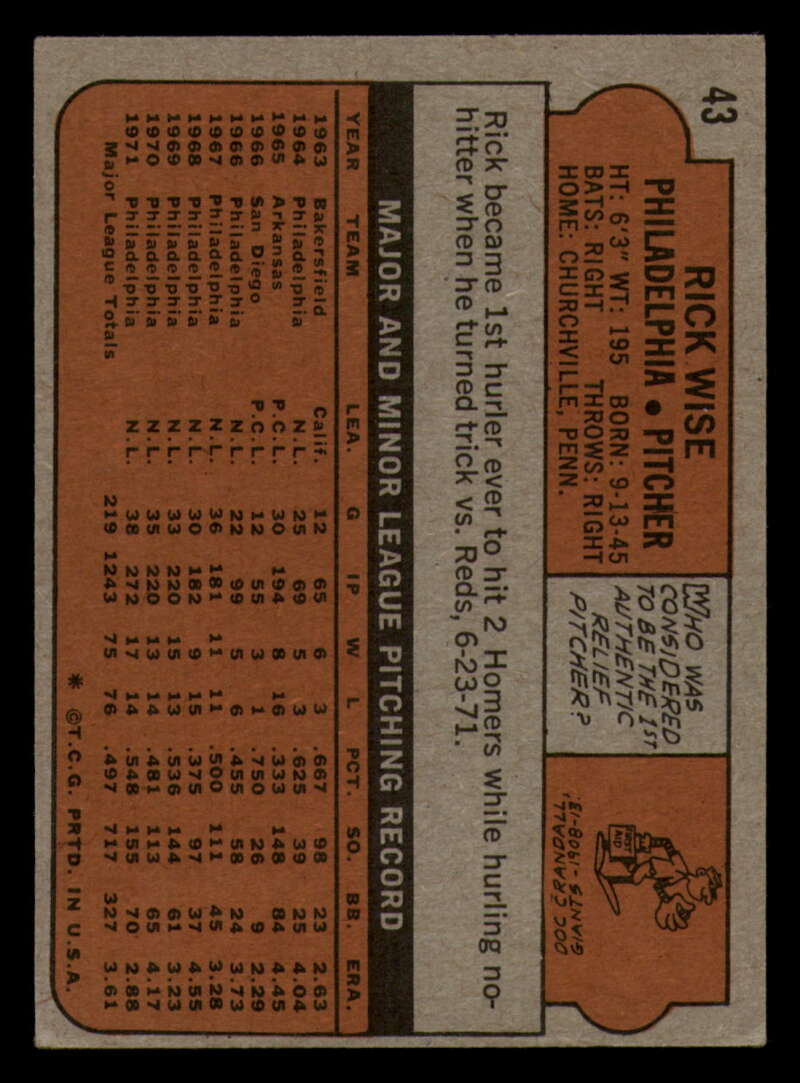 43
RICK WISE
PHILADELPHIA • PITCHER
HT: 6'3" WT: 195 BORN: 9-13-45
BATS: RIGHT THROWS: RIGHT
HOME: CHURCHVILLE, PENN.
WHO WAS
CONSIDERED
TO BE THE 1ST
AUTHENTIC
RELIEF
PITCHER?
FIRST
AID
DOC CRANDALL,
GIANTS - 1908-13.
Rick became 1st hurler ever to hit 2 Homers while hurling no-
hitter when he turned trick vs. Reds, 6-23-71.
MAJOR AND MINOR LEAGUE PITCHING RECORD
YEAR TEAM LEA. G IP W L PCT. SO. BB. ERA.
1963 Bakersfield Calif. 12 65 6 3 .667 98 23 2.63
1964 Philadelphia N.L. 25 69 5 3 .625 39 25 4.04
1965 Arkansas P.C.L. 30 194 8 16 .333 148 84 4.45
1966 San Diego P.C.L. 12 55 3 1 .750 26 9 2.29
1966 Philadelphia N.L. 22 99 5 6 .455 58 24 3.73
1967 Philadelphia N.L. 36 181 11 11 .500 111 45 3.28
1968 Philadelphia N.L. 30 182 9 15 .375 97 37 4.55
1969 Philadelphia N.L. 33 220 15 13 .536 144 61 3.23
1970 Philadelphia N.L. 35 220 13 14 .481 113 65 4.17
1971 Philadelphia N.L. 38 272 17 14 .548 155 70 2.88
Major League Totals 219 1243 75 76 .497 717 327 3.61
* ©T.C.G. PRTD. IN U.S.A.